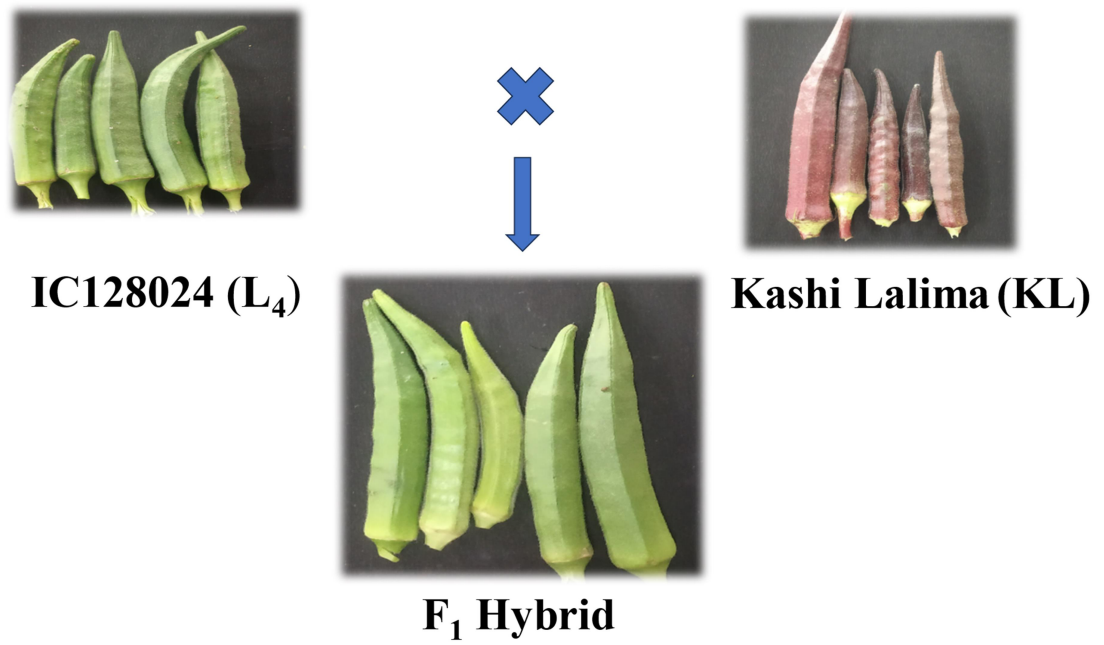 IC128024 (L₄)
Kashi Lalima (KL)
F₁ Hybrid